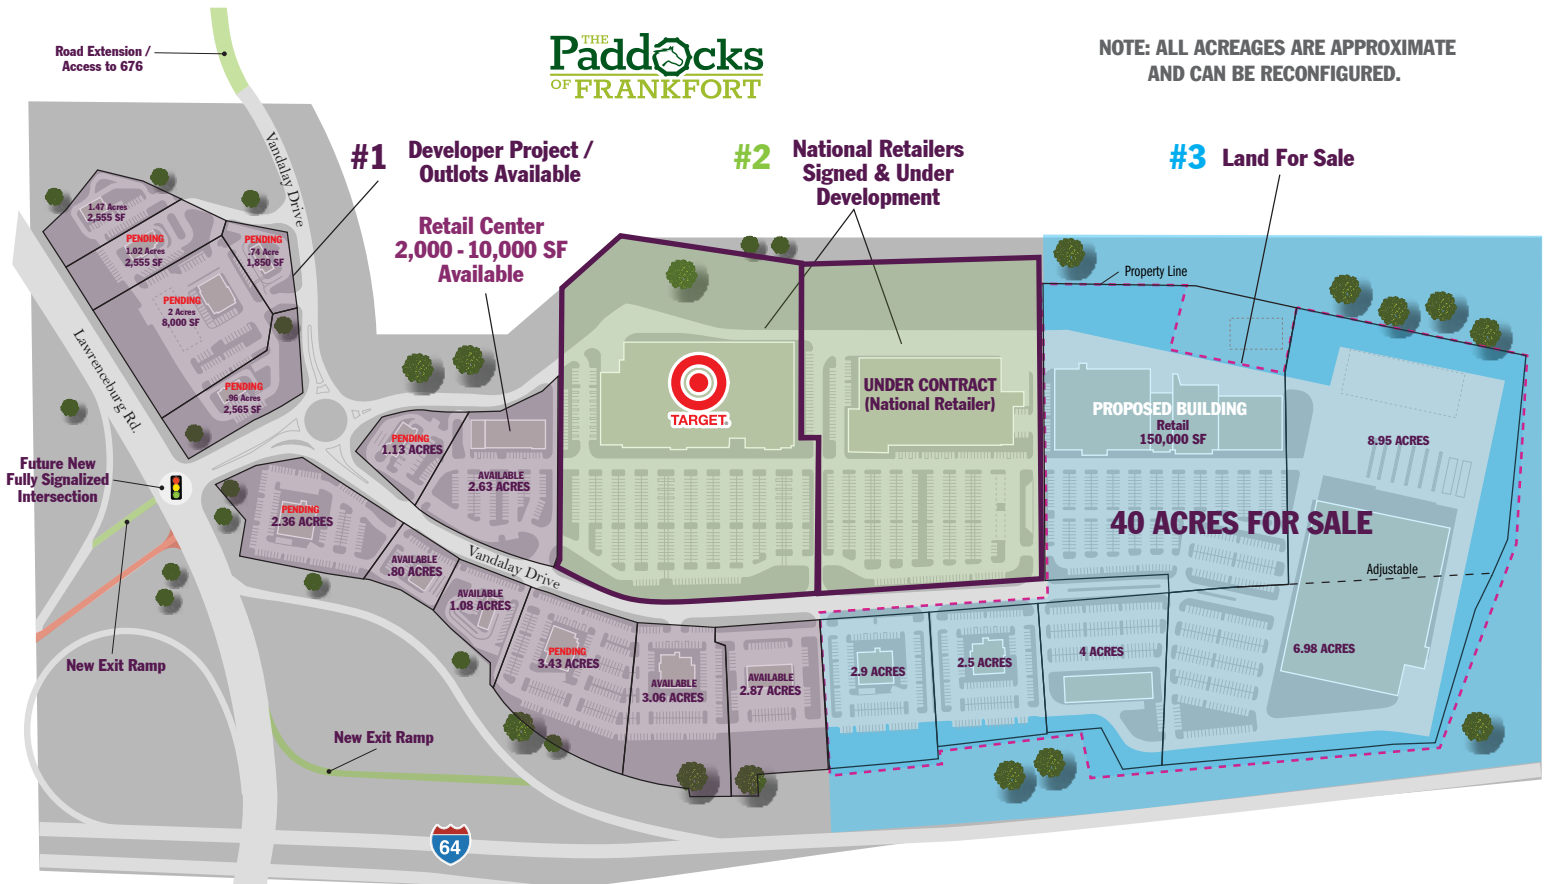 Road Extension /
Access to 676
THE
Paddocks
OF FRANKFORT
NOTE: ALL ACREAGES ARE APPROXIMATE
AND CAN BE RECONFIGURED.
#1
Developer Project /
Outlots Available
#2
National Retailers
Signed & Under
Development
#3
Land For Sale
Retail Center
2,000 - 10,000 SF
Available
Vandalay Drive
1.47 Acres
2,555 SF
PENDING
1.02 Acres
2,555 SF
PENDING
.74 Acre
1,850 SF
PENDING
2 Acres
8,000 SF
PENDING
.96 Acres
2,565 SF
Lawrenceburg Rd.
Property Line
TARGET®
UNDER CONTRACT
(National Retailer)
PROPOSED BUILDING
Retail
150,000 SF
8.95 ACRES
PENDING
1.13 ACRES
AVAILABLE
2.63 ACRES
Future New
Fully Signalized
Intersection
PENDING
2.36 ACRES
40 ACRES FOR SALE
Vandalay Drive
AVAILABLE
.80 ACRES
AVAILABLE
1.08 ACRES
Adjustable
PENDING
3.43 ACRES
AVAILABLE
3.06 ACRES
AVAILABLE
2.87 ACRES
2.9 ACRES
2.5 ACRES
4 ACRES
6.98 ACRES
New Exit Ramp
New Exit Ramp
64